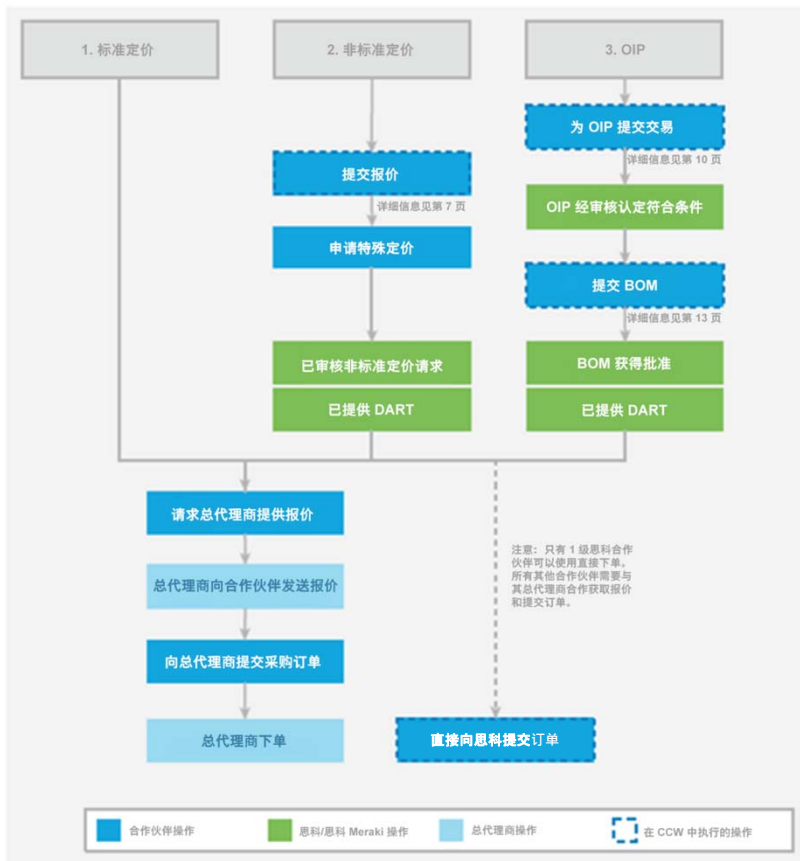 1. 标准定价
2. 非标准定价
3. OIP
为 OIP 提交交易
详细信息见第 10 页
提交报价
详细信息见第 7 页
OIP 经审核认定符合条件
申请特殊定价
提交 BOM
详细信息见第 13 页
已审核非标准定价请求
BOM 获得批准
已提供 DART
已提供 DART
请求总代理商提供报价
总代理商向合作伙伴发送报价
向总代理商提交采购订单
总代理商下单
注意：只有 1 级思科合作
伙伴可以使用直接下单。
所有其他合作伙伴需要与
其总代理商合作获取报价
和提交订单。
直接向思科提交订单
合作伙伴操作
思科/思科 Meraki 操作
总代理商操作
在 CCW 中执行的操作